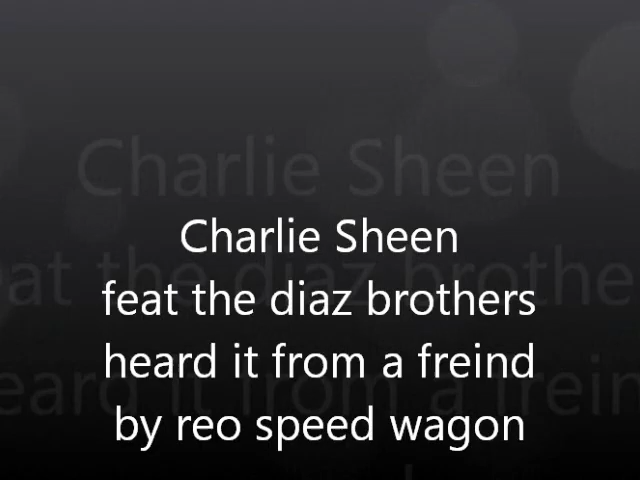 Charlie Sheen
feat the diaz brothers
heard it from a freind
by reo speed wagon